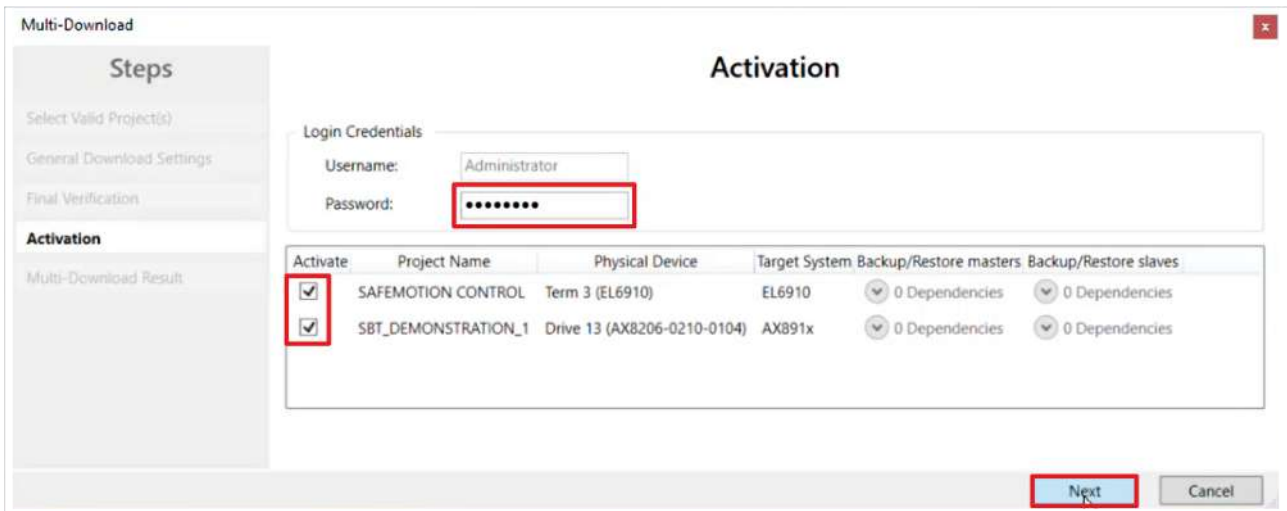 Multi-Download
x
Steps
Activation
Select Valid Project(s)
General Download Settings
Final Verification
Activation
Multi-Download Result
Login Credentials
Username: Administrator
Password: ●●●●●●●●
Activate Project Name Physical Device Target System Backup/Restore masters Backup/Restore slaves
SAFEMOTION CONTROL Term 3 (EL6910) EL6910 0 Dependencies 0 Dependencies
SBT_DEMONSTRATION_1 Drive 13 (AX8206-0210-0104) AX891x 0 Dependencies 0 Dependencies
Next Cancel